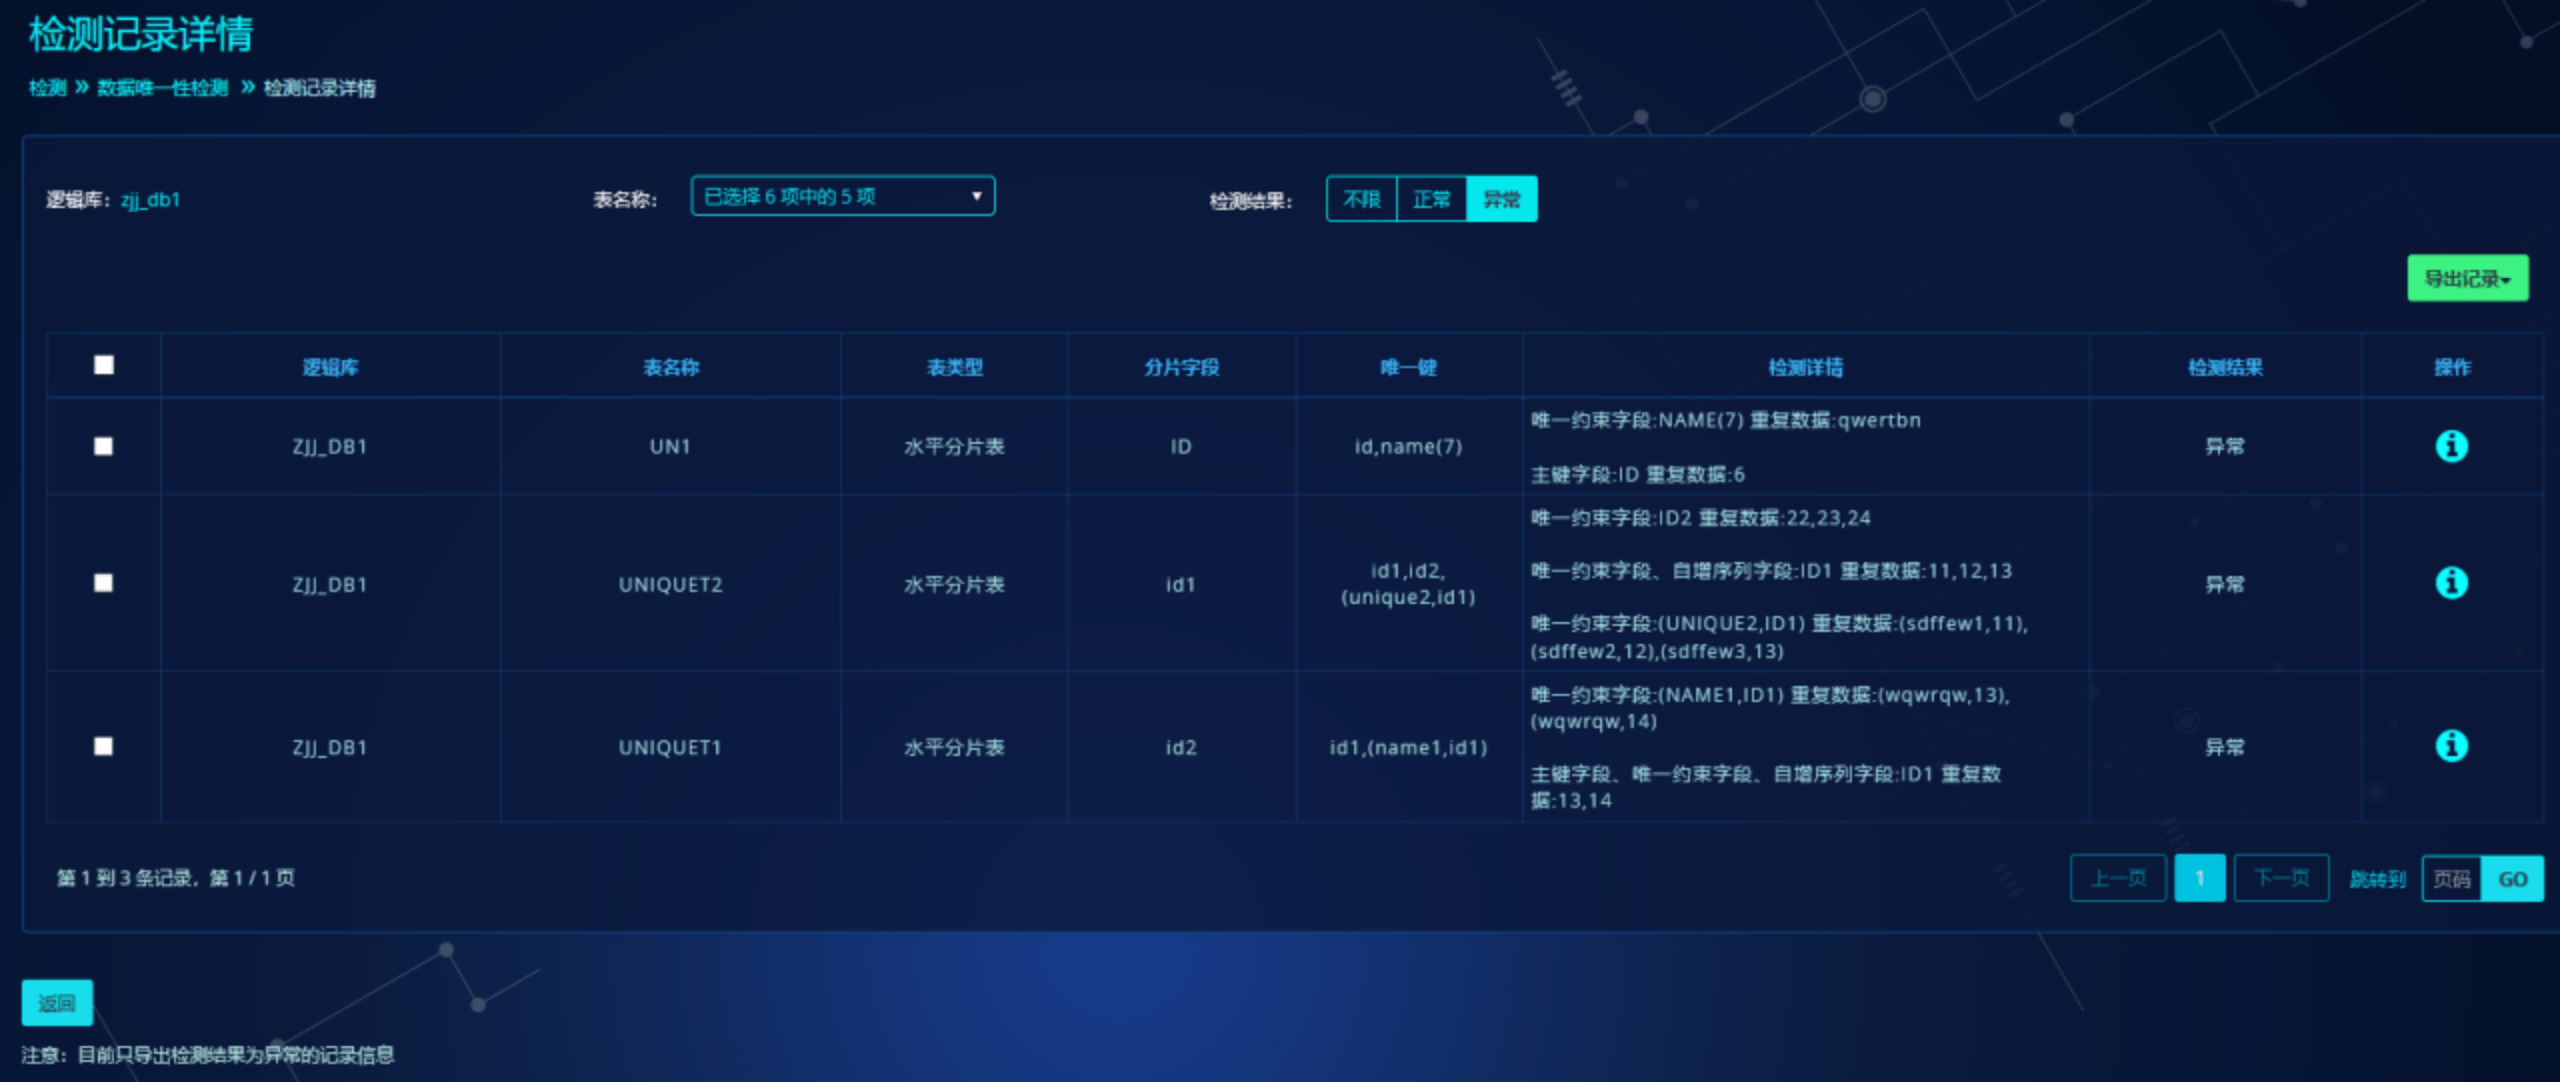 检测记录详情
检测 » 数据唯一性检测 » 检测记录详情
逻辑库: zjj_db1 表名称: 已选择 6 项中的 5 项 检测结果: 不限 正常 异常
导出记录
逻辑库 表名称 表类型 分片字段 唯一键 检测详情 检测结果 操作
ZJJ_DB1 UN1 水平分片表 ID id,name(7) 唯一约束字段:NAME(7) 重复数据:qwertbn
主键字段:ID 重复数据:6 异常
ZJJ_DB1 UNIQUET2 水平分片表 id1 id1,id2,
(unique2,id1) 唯一约束字段:ID2 重复数据:22,23,24
唯一约束字段、自增序列字段:ID1 重复数据:11,12,13
唯一约束字段:(UNIQUE2,ID1) 重复数据:(sdffew1,11),
(sdffew2,12),(sdffew3,13) 异常
ZJJ_DB1 UNIQUET1 水平分片表 id2 id1,(name1,id1) 唯一约束字段:(NAME1,ID1) 重复数据:(wqwrqw,13),
(wqwrqw,14)
主键字段、唯一约束字段、自增序列字段:ID1 重复数
据:13,14 异常
第 1 到 3 条记录，第 1 / 1 页 上一页 1 下一页 跳转到 页码 GO
返回
注意：目前只导出检测结果为异常的记录信息